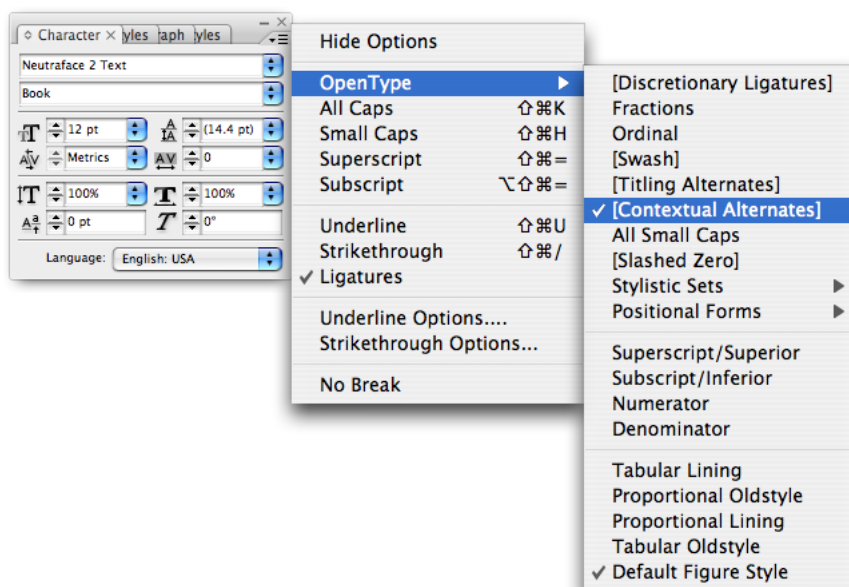 Character × yles raph yles
Neutraface 2 Text
Book
12 pt (14.4 pt)
Metrics 0
100% 100%
0 pt 0°
Language: English: USA
Hide Options
OpenType
All Caps ⇧⌘K
Small Caps ⇧⌘H
Superscript ⇧⌘=
Subscript ⌥⇧⌘=
Underline ⇧⌘U
Strikethrough ⇧⌘/
✓ Ligatures
Underline Options....
Strikethrough Options...
No Break
[Discretionary Ligatures]
Fractions
Ordinal
[Swash]
[Titling Alternates]
✓ [Contextual Alternates]
All Small Caps
[Slashed Zero]
Stylistic Sets
Positional Forms
Superscript/Superior
Subscript/Inferior
Numerator
Denominator
Tabular Lining
Proportional Oldstyle
Proportional Lining
Tabular Oldstyle
✓ Default Figure Style